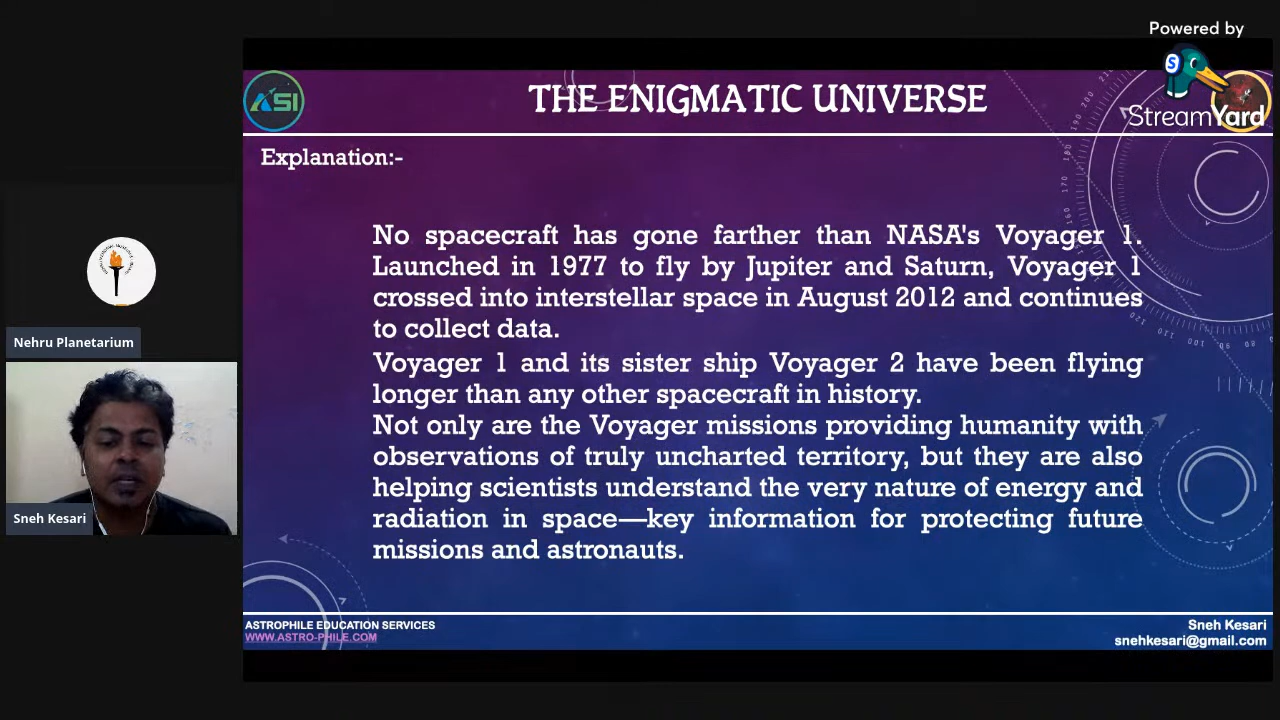 Powered by
StreamYard
ASI
THE ENIGMATIC UNIVERSE
Explanation:-
No spacecraft has gone farther than NASA's Voyager 1.
Launched in 1977 to fly by Jupiter and Saturn, Voyager 1
crossed into interstellar space in August 2012 and continues
to collect data.
Voyager 1 and its sister ship Voyager 2 have been flying
longer than any other spacecraft in history.
Not only are the Voyager missions providing humanity with
observations of truly uncharted territory, but they are also
helping scientists understand the very nature of energy and
radiation in space—key information for protecting future
missions and astronauts.
Nehru Planetarium
Sneh Kesari
ASTROPHILE EDUCATION SERVICES
WWW.ASTRO-PHILE.COM
Sneh Kesari
snehkesari@gmail.com